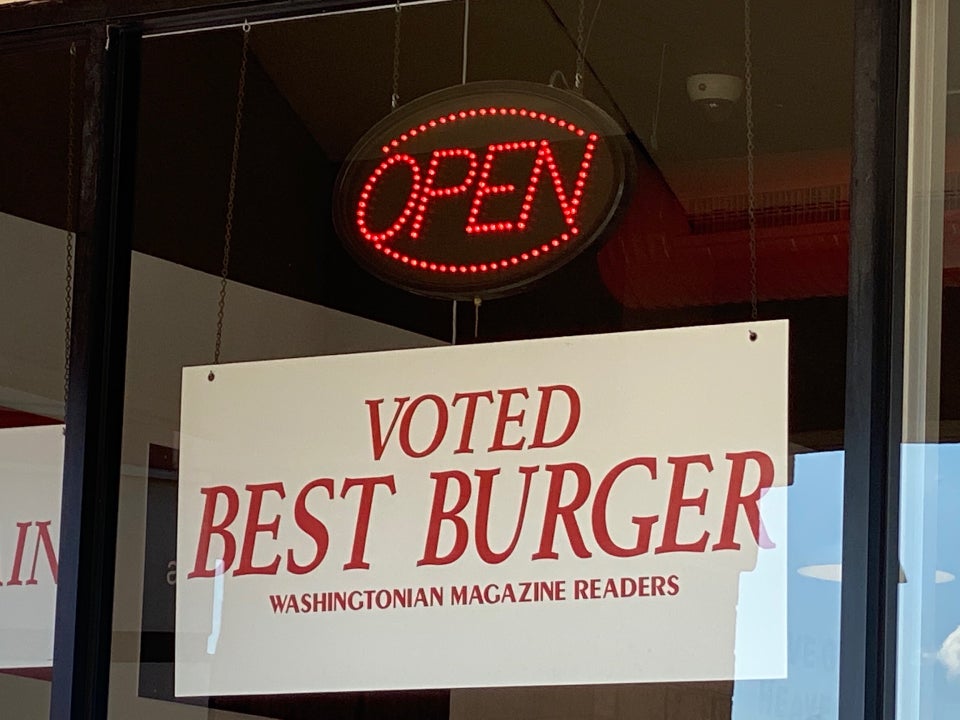 OPEN
VOTED
BEST BURGER
WASHINGTONIAN MAGAZINE READERS